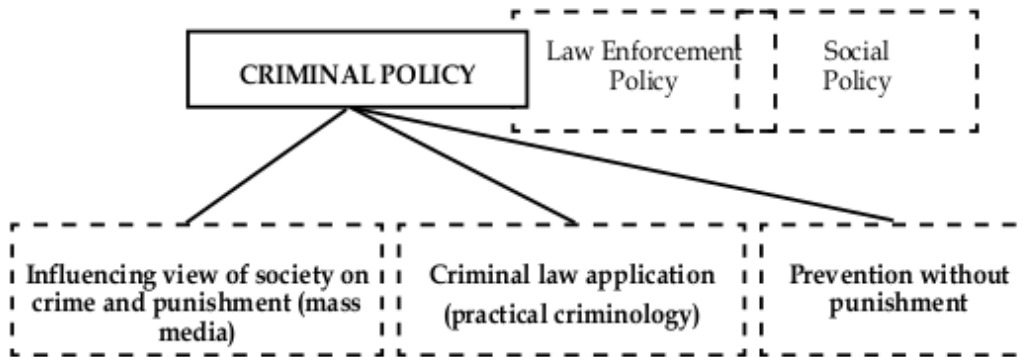 CRIMINAL POLICY
Law Enforcement
Policy
Social
Policy
Influencing view of society on
crime and punishment (mass
media)
Criminal law application
(practical criminology)
Prevention without
punishment